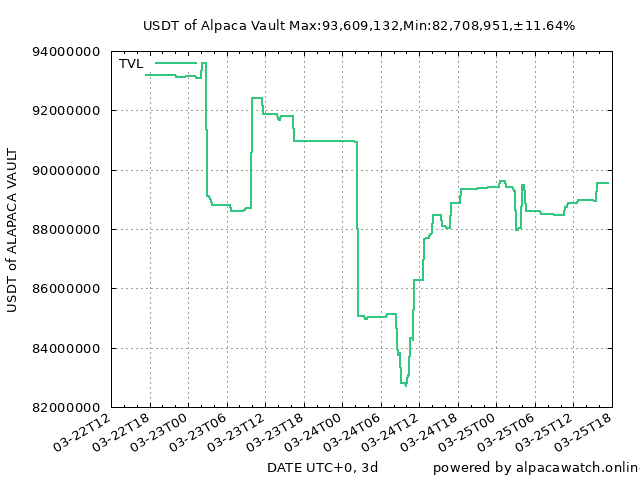 USDT of Alpaca Vault Max:93,609,132,Min:82,708,951,±11.64%
94000000
TVL
92000000
90000000
88000000
86000000
84000000
82000000
USDT of ALAPACA VAULT
03-22T12
03-22T18
03-23T00
03-23T06
03-23T12
03-23T18
03-24T00
03-24T06
03-24T12
03-24T18
03-25T00
03-25T06
03-25T12
03-25T18
DATE UTC+0, 3d
powered by alpacawatch.onlin